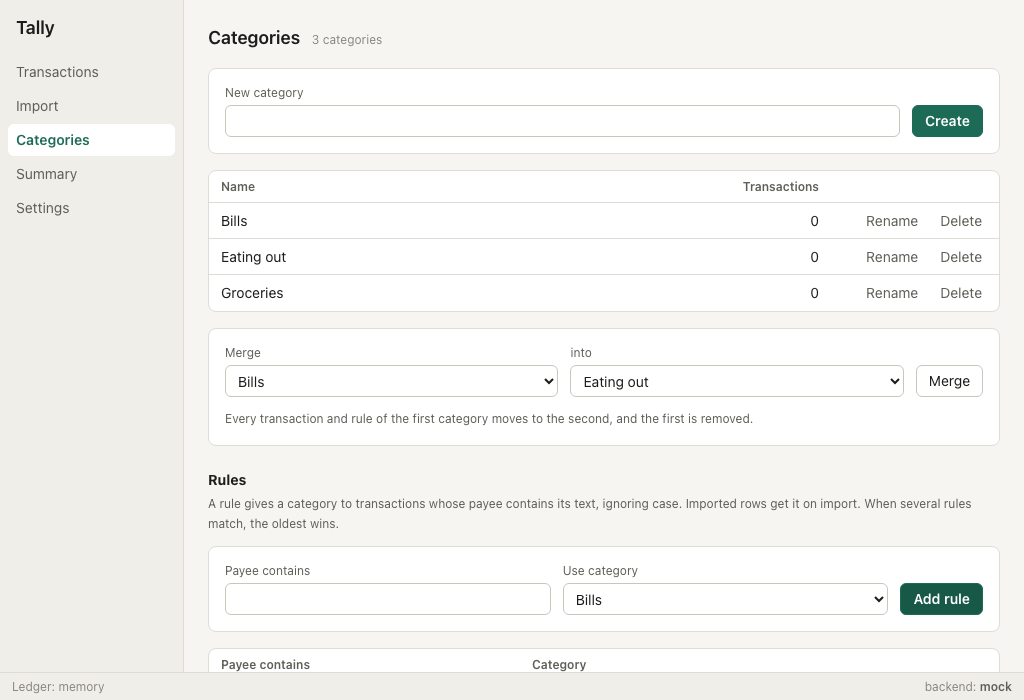 Tally
Transactions
Import
Categories
Summary
Settings
Categories 3 categories
New category
Create
Name Transactions
Bills 0 Rename Delete
Eating out 0 Rename Delete
Groceries 0 Rename Delete
Merge into
Bills Eating out Merge
Every transaction and rule of the first category moves to the second, and the first is removed.
Rules
A rule gives a category to transactions whose payee contains its text, ignoring case. Imported rows get it on import. When several rules
match, the oldest wins.
Payee contains Use category
Bills Add rule
Payee contains Category
Ledger: memory backend: mock